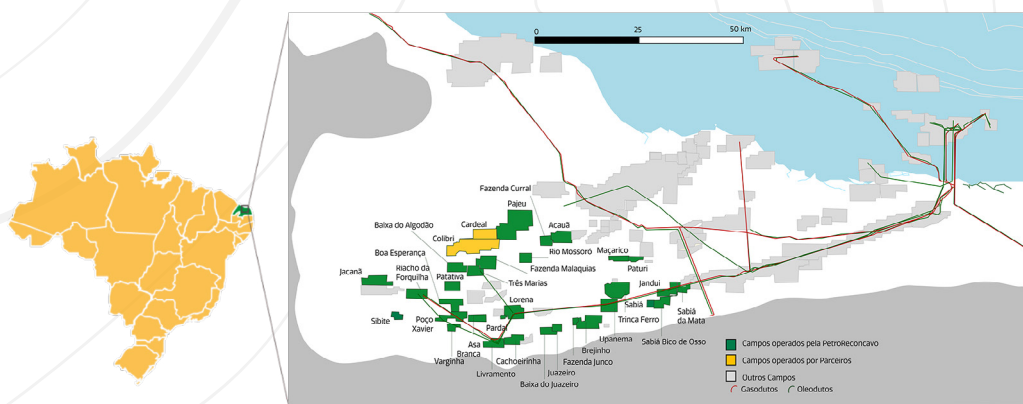 0
25
50 km
Fazenda Curral
Pajeu
Baixa do Algodão
Cardeal
Acauã
Colibri
Rio Mossoró
Maçarico
Boa Esperança
Fazenda Malaquias
Paturi
Jacanã
Riacho da
Forquilha
Patativa
Três Marias
Janduí
Lorena
Sabiá
Sibite
Poço
Xavier
Pardal
Trinca Ferro
Sabiá
da Mata
Upanema
Sabiá Bico de Osso
Asa
Branca
Brejinho
Varginha
Cachoeirinha
Fazenda Junco
Livramento
Juazeiro
Baixa do Juazeiro
Campos operados pela PetroReconcavo
Campos operados por Parceiros
Outros Campos
Gasodutos
Oleodutos